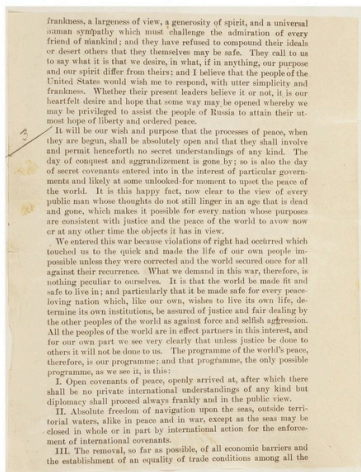 frankness, a largeness of view, a generosity of spirit, and a universal
human sympathy which must challenge the admiration of every
friend of mankind; and they have refused to compound their ideals
or desert others that they themselves may be safe. They call to us
to say what it is that we desire, in what, if in anything, our purpose
and our spirit differ from theirs; and I believe that the people of the
United States would wish me to respond, with utter simplicity and
frankness. Whether their present leaders believe it or not, it is our
heartfelt desire and hope that some way may be opened whereby we
may be privileged to assist the people of Russia to attain their ut-
most hope of liberty and ordered peace.
3
It will be our wish and purpose that the processes of peace, when
they are begun, shall be absolutely open and that they shall involve
and permit henceforth no secret understandings of any kind. The
day of conquest and aggrandizement is gone by; so is also the day
of secret covenants entered into in the interest of particular govern-
ments and likely at some unlooked-for moment to upset the peace of
the world. It is this happy fact, now clear to the view of every
public man whose thoughts do not still linger in an age that is dead
and gone, which makes it possible for every nation whose purposes
are consistent with justice and the peace of the world to avow now
or at any other time the objects it has in view.
We entered this war because violations of right had occurred which
touched us to the quick and made the life of our own people im-
possible unless they were corrected and the world secured once for all
against their recurrence. What we demand in this war, therefore, is
nothing peculiar to ourselves. It is that the world be made fit and
safe to live in; and particularly that it be made safe for every peace-
loving nation which, like our own, wishes to live its own life, de-
termine its own institutions, be assured of justice and fair dealing by
the other peoples of the world as against force and selfish aggression.
All the peoples of the world are in effect partners in this interest, and
for our own part we see very clearly that unless justice be done to
others it will not be done to us. The programme of the world's peace,
therefore, is our programme; and that programme, the only possible
programme, as we see it, is this:
I. Open covenants of peace, openly arrived at, after which there
shall be no private international understandings of any kind but
diplomacy shall proceed always frankly and in the public view.
II. Absolute freedom of navigation upon the seas, outside terri-
torial waters, alike in peace and in war, except as the seas may be
closed in whole or in part by international action for the enforce-
ment of international covenants.
III. The removal, so far as possible, of all economic barriers and
the establishment of an equality of trade conditions among all the